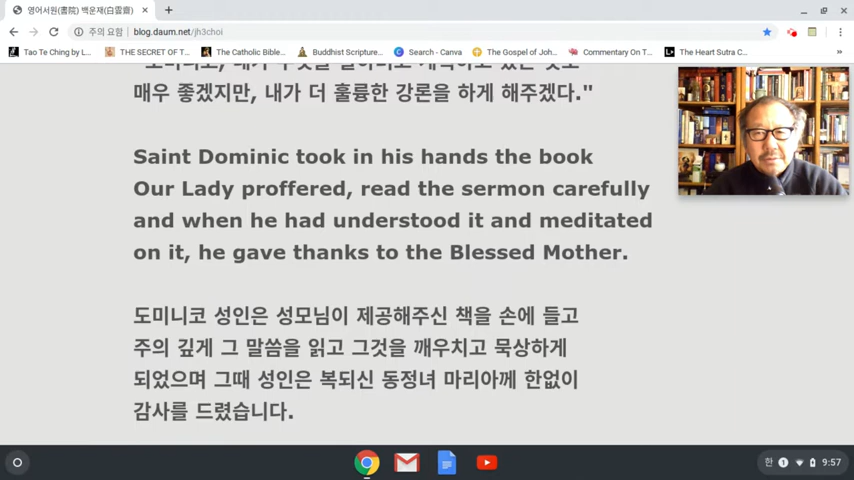 영어서원(書院) 백운재(白雲齋)
주의 요함 | blog.daum.net/jh3choi
Tao Te Ching by L... THE SECRET OF T... The Catholic Bible... Buddhist Scripture... Search - Canva The Gospel of Joh... Commentary On T... The Heart Sutra C...
매우 좋겠지만, 내가 더 훌륭한 강론을 하게 해주겠다."
Saint Dominic took in his hands the book
Our Lady proffered, read the sermon carefully
and when he had understood it and meditated
on it, he gave thanks to the Blessed Mother.
도미니코 성인은 성모님이 제공해주신 책을 손에 들고
주의 깊게 그 말씀을 읽고 그것을 깨우치고 묵상하게
되었으며 그때 성인은 복되신 동정녀 마리아께 한없이
감사를 드렸습니다.
한 1 9:57